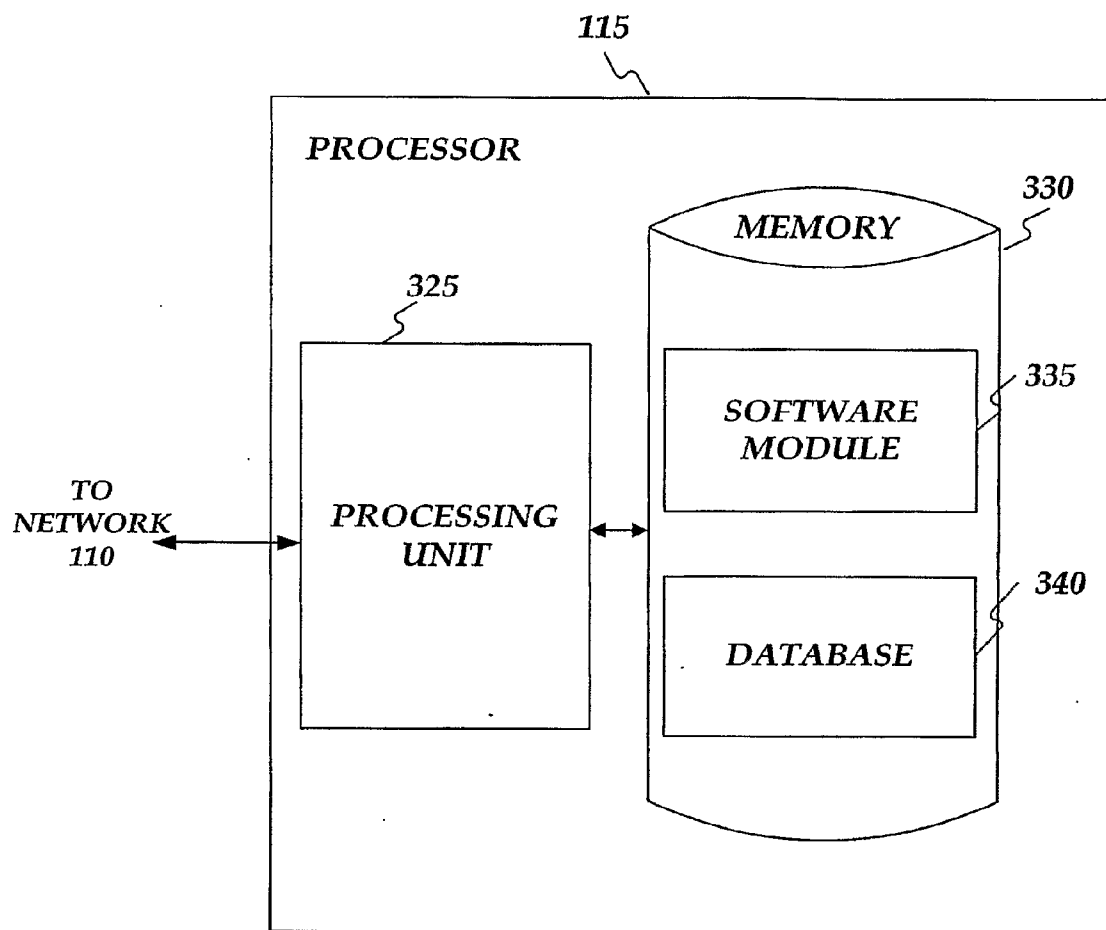 115
PROCESSOR
330
MEMORY
325
335
SOFTWARE
MODULE
TO
NETWORK
110
PROCESSING
UNIT
340
DATABASE